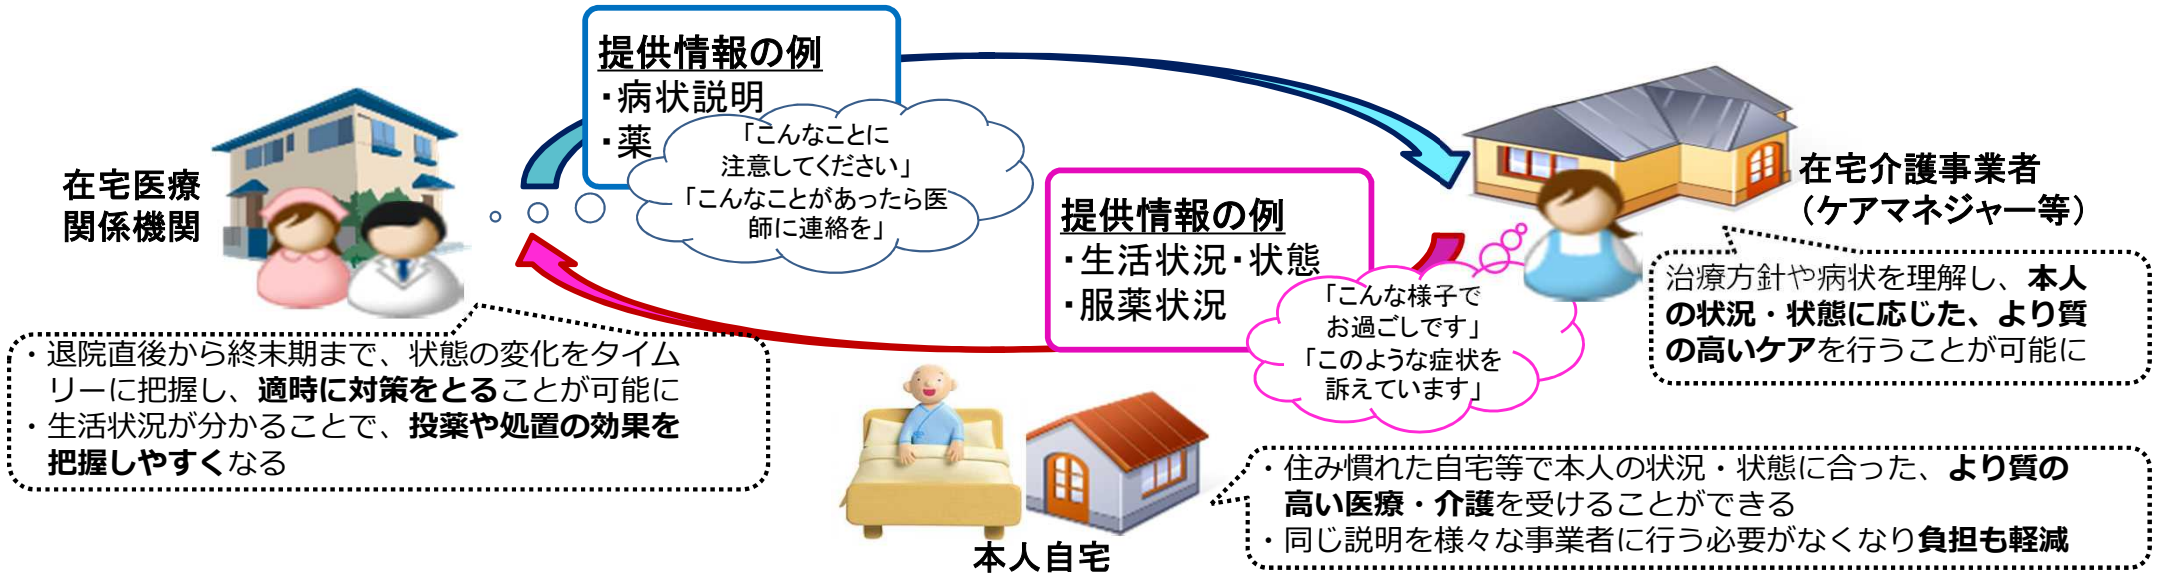 提供情報の例
・病状説明
・薬
「こんなことに
注意してください」
「こんなことがあったら医
師に連絡を」
在宅医療
関係機関
提供情報の例
・生活状況・状態
・服薬状況
「こんな様子で
お過ごしです」
「このような症状を
訴えています」
在宅介護事業者
（ケアマネジャー等）
治療方針や病状を理解し、本人
の状況・状態に応じた、より質
の高いケアを行うことが可能に
・退院直後から終末期まで、状態の変化をタイム
リーに把握し、適時に対策をとることが可能に
・生活状況が分かることで、投薬や処置の効果を
把握しやすくなる
本人自宅
・住み慣れた自宅等で本人の状況・状態に合った、より質の
高い医療・介護を受けることができる
・同じ説明を様々な事業者に行う必要がなくなり負担も軽減